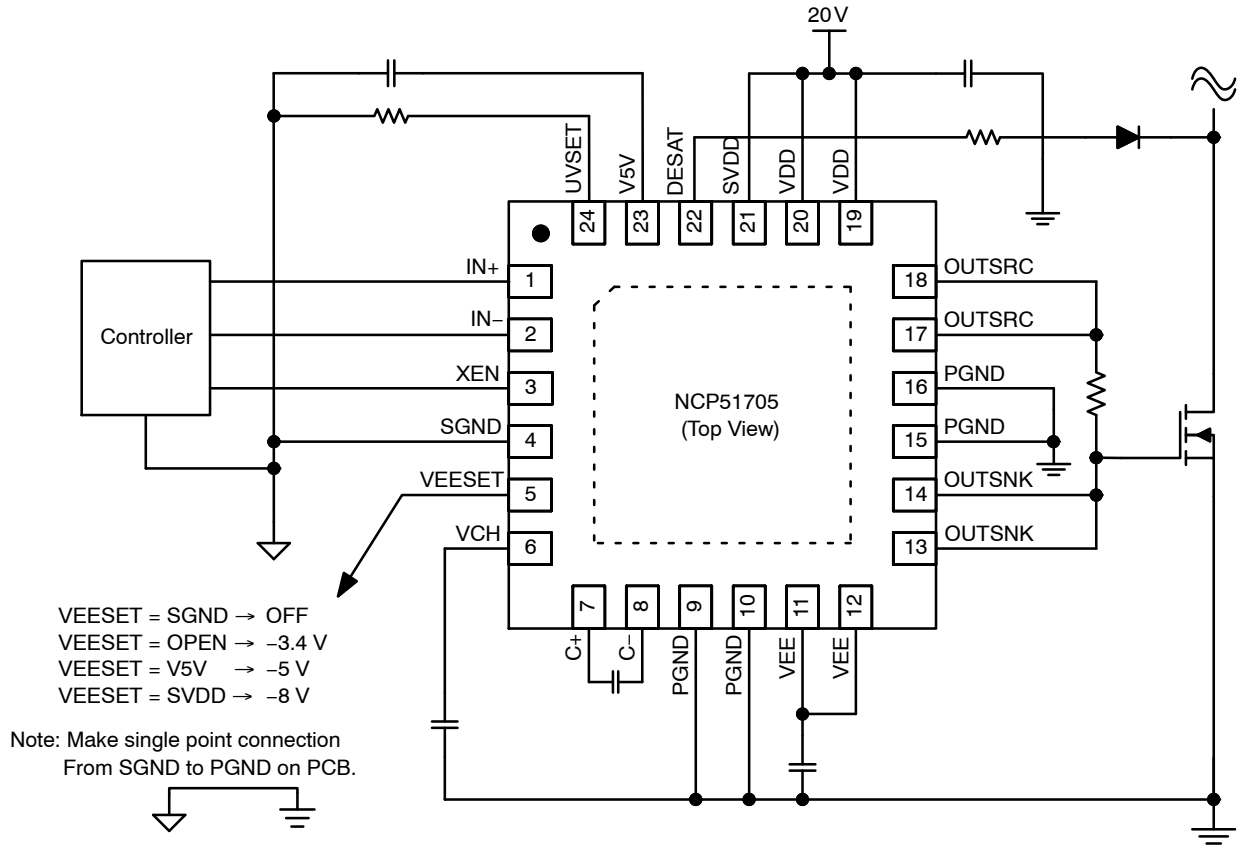 20V
UVSET
V5V
DESAT
SVDD
VDD
VDD
24
23
22
21
20
19
Controller
IN+
1
IN−
2
XEN
3
SGND
4
VEESET
5
VCH
6
18
OUTSRC
17
OUTSRC
16
PGND
15
PGND
14
OUTSNK
13
OUTSNK
NCP51705
(Top View)
7
8
9
10
11
12
C+
C−
PGND
PGND
VEE
VEE
VEESET = SGND → OFF
VEESET = OPEN → −3.4 V
VEESET = V5V → −5 V
VEESET = SVDD → −8 V
Note: Make single point connection
From SGND to PGND on PCB.